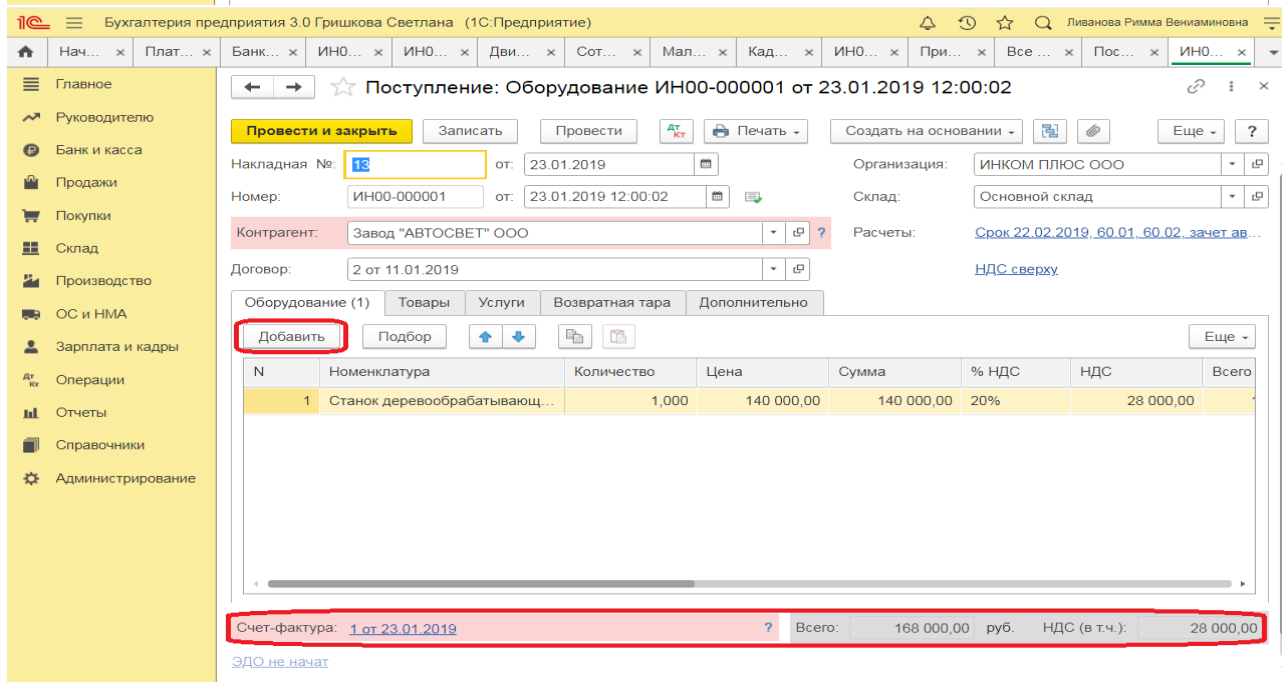 1С Бухгалтерия предприятия 3.0 Гришкова Светлана (1С:Предприятие) Ливанова Римма Вениаминовна
Нач... Плат... Банк... ИН0... ИН0... Дви... Сот... Мал... Кад... ИН0... При... Все ... Пос... ИН0...
Главное
Руководителю
Банк и касса
Продажи
Покупки
Склад
Производство
ОС и НМА
Зарплата и кадры
Операции
Отчеты
Справочники
Администрирование
Поступление: Оборудование ИН00-000001 от 23.01.2019 12:00:02
Провести и закрыть Записать Провести Дт Кт Печать Создать на основании Еще ?
Накладная №: 13 от: 23.01.2019 Организация: ИНКОМ ПЛЮС ООО
Номер: ИН00-000001 от: 23.01.2019 12:00:02 Склад: Основной склад
Контрагент: Завод "АВТОСВЕТ" ООО ? Расчеты: Срок 22.02.2019, 60.01, 60.02, зачет ав...
Договор: 2 от 11.01.2019 НДС сверху
Оборудование (1) Товары Услуги Возвратная тара Дополнительно
Добавить Подбор Еще
N Номенклатура Количество Цена Сумма % НДС НДС Всего
1 Станок деревообрабатывающ... 1,000 140 000,00 140 000,00 20% 28 000,00 1
Счет-фактура: 1 от 23.01.2019 ? Всего: 168 000,00 руб. НДС (в т.ч.): 28 000,00
ЭДО не начат